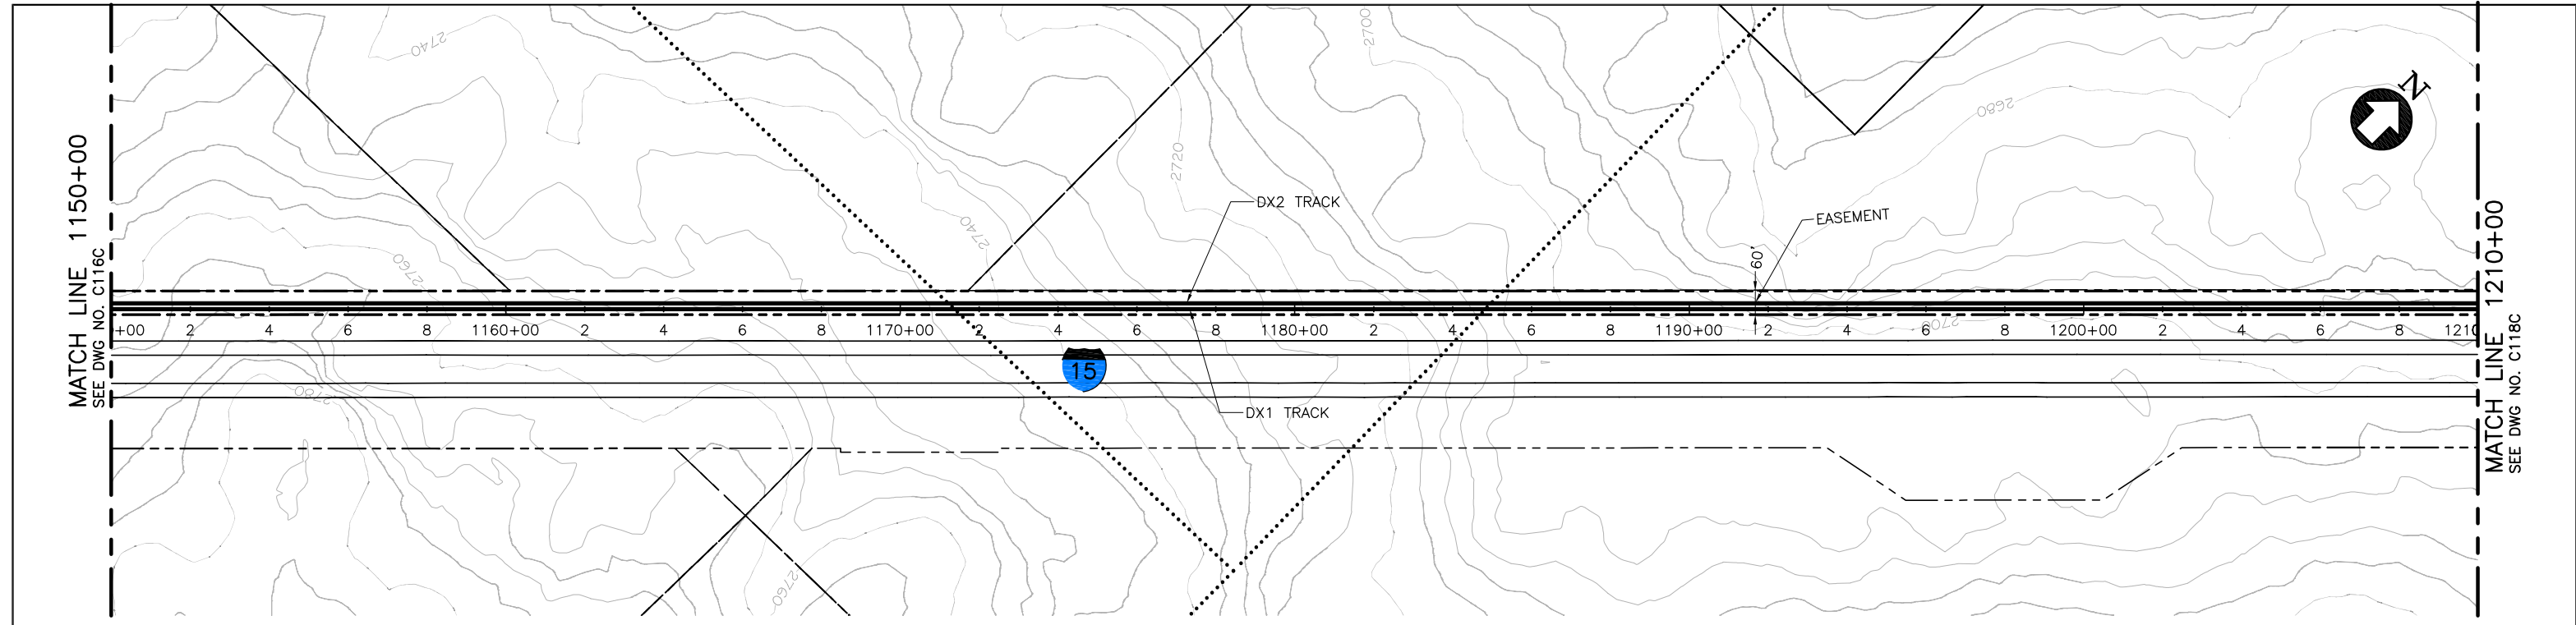 MATCH LINE 1150+00
SEE DWG NO. C116C
2740
2700
2680
N
2720
2740
2760
DX2 TRACK
EASEMENT
60'
+00 2 4 6 8 1160+00 2 4 6 8 1170+00 2 4 6 8 1180+00 2 4 6 8 1190+00 2 4 6 8 1200+00 2 4 6 8 1210
2780
15
DX1 TRACK
2760
MATCH LINE 1210+00
SEE DWG NO. C118C